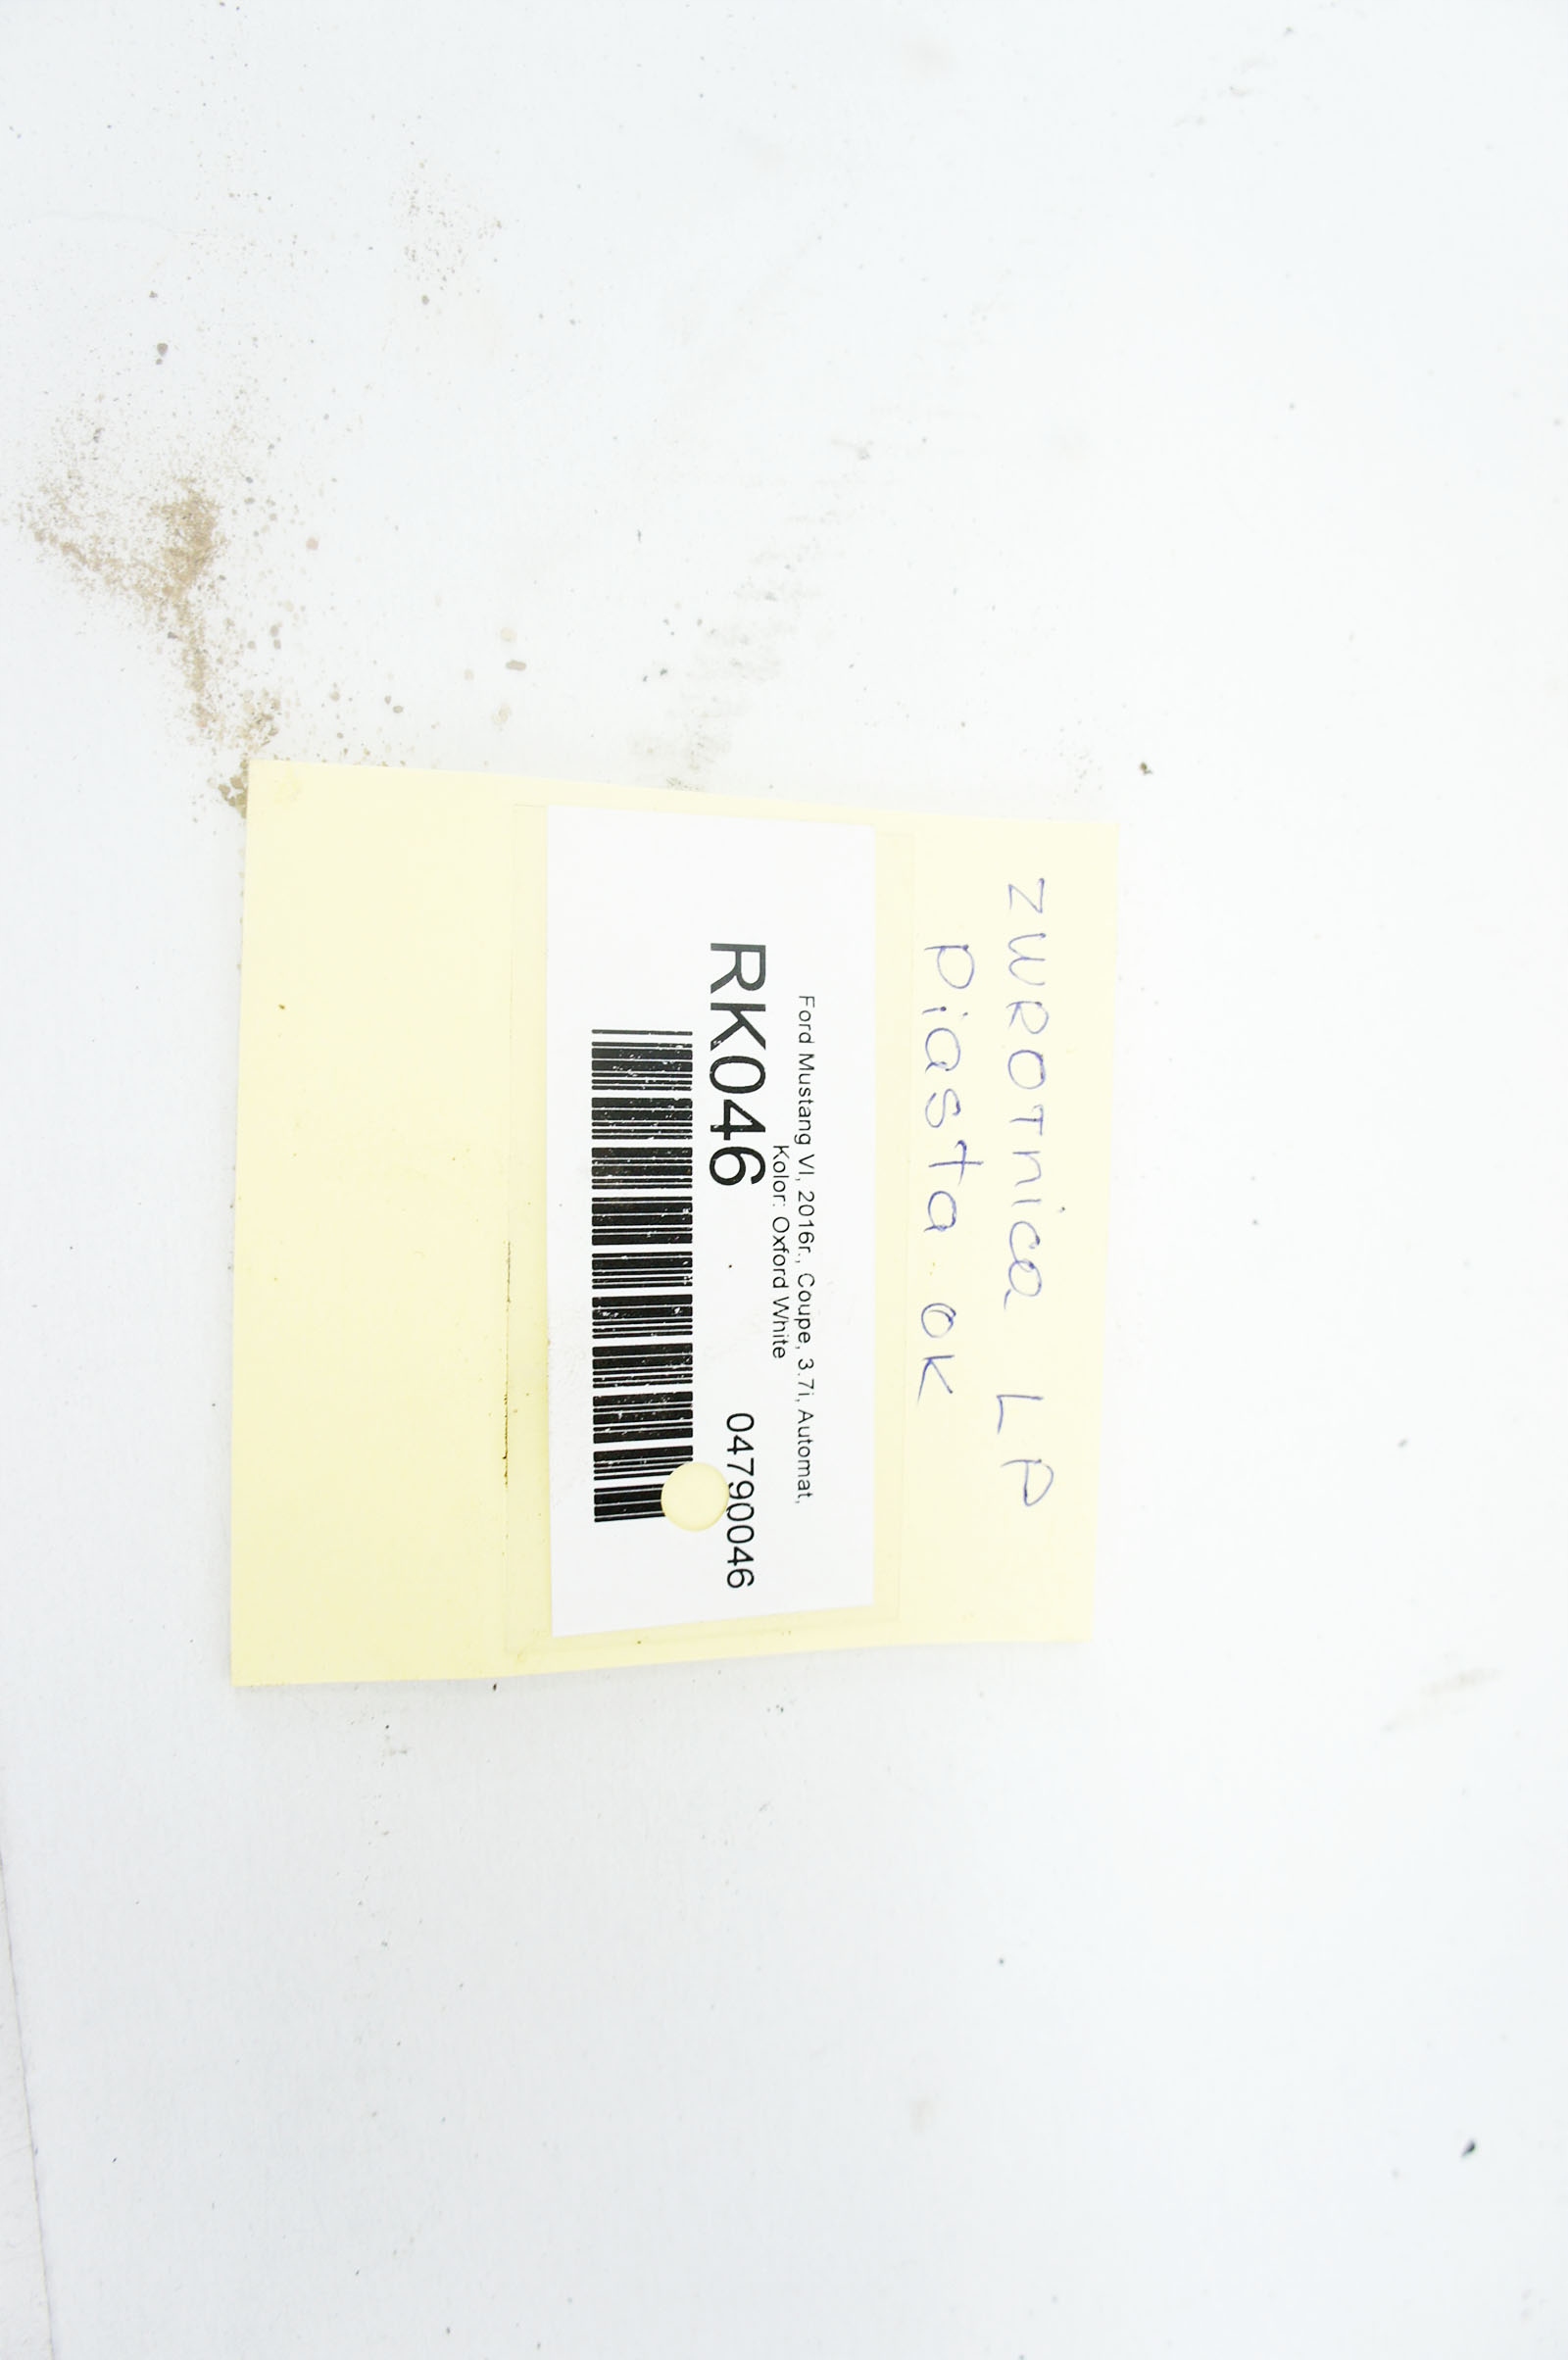 ZWROTnica LP
Piasta. OK
Ford Mustang VI, 2016r., Coupe, 3.7i, Automat,
Kolor: Oxford White
RK046 04790046